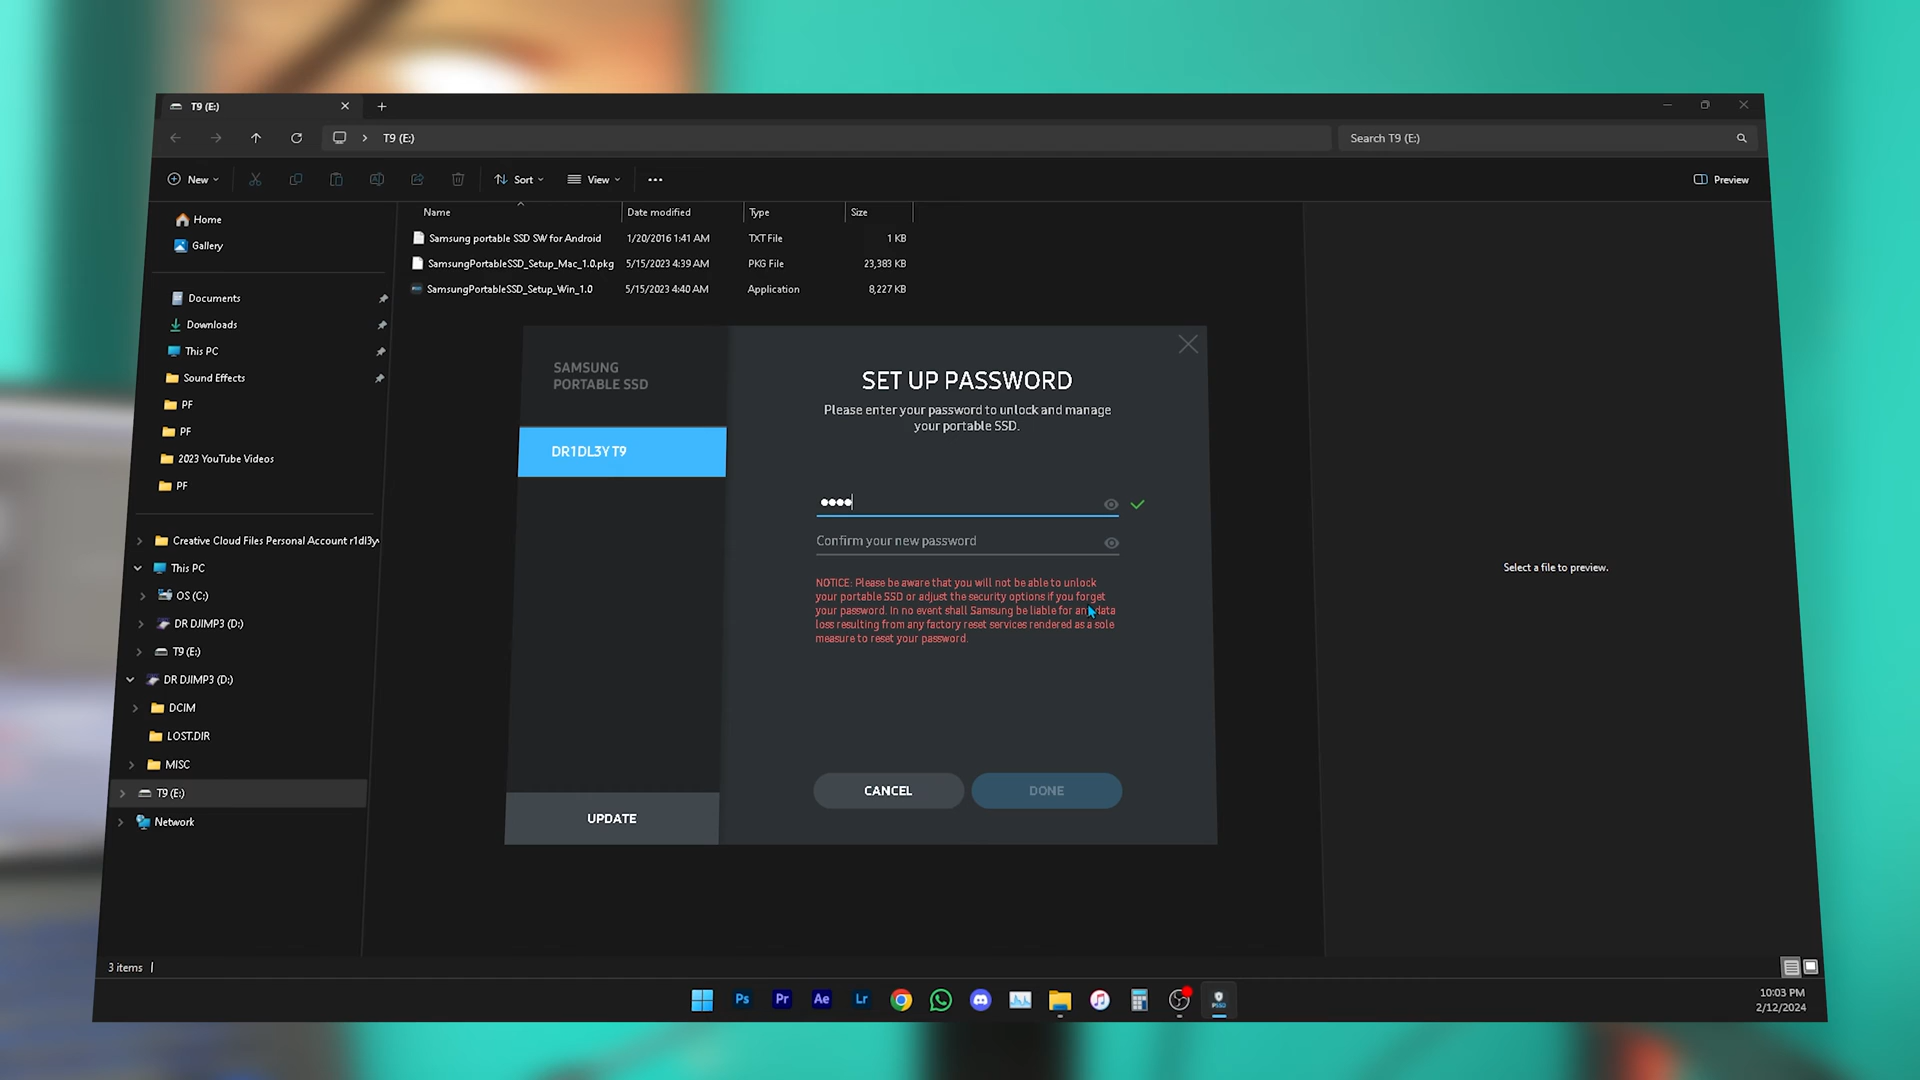 T9 (E:)
T9 (E:)
Search T9 (E:)
New
Sort
View
Preview
Home
Gallery
Documents
Downloads
This PC
Sound Effects
PF
PF
2023 YouTube Videos
PF
Creative Cloud Files Personal Account r1dl3y
This PC
OS (C:)
DR DJIMP3 (D:)
T9 (E:)
DR DJIMP3 (D:)
DCIM
LOST.DIR
MISC
T9 (E:)
Network
Name Date modified Type Size
Samsung portable SSD SW for Android 1/20/2016 1:41 AM TXT File 1 KB
SamsungPortableSSD_Setup_Mac_1.0.pkg 5/15/2023 4:39 AM PKG File 23,383 KB
SamsungPortableSSD_Setup_Win_1.0 5/15/2023 4:40 AM Application 8,227 KB
SAMSUNG
PORTABLE SSD
DR1DL3Y T9
UPDATE
SET UP PASSWORD
Please enter your password to unlock and manage
your portable SSD.
Confirm your new password
NOTICE: Please be aware that you will not be able to unlock
your portable SSD or adjust the security options if you forget
your password. In no event shall Samsung be liable for any data
loss resulting from any factory reset services rendered as a sole
measure to reset your password.
CANCEL
DONE
Select a file to preview.
3 items
Ps
Pr
Ae
Lr
PSSD
10:03 PM
2/12/2024